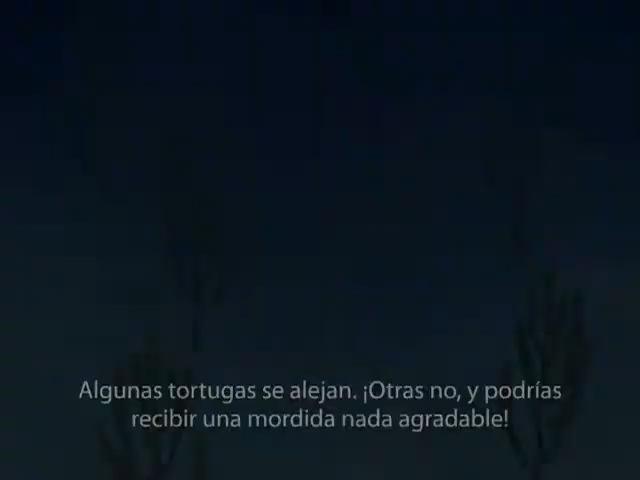 Algunas tortugas se alejan. ¡Otras no, y podrías
recibir una mordida nada agradable!